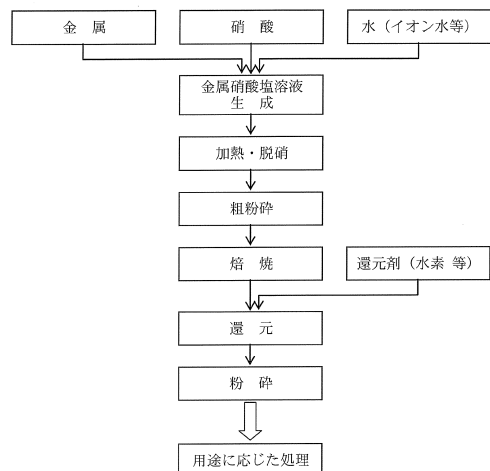 金　属
硝　酸
水（イオン水等）
金属硝酸塩溶液
生　成
加熱・脱硝
粗粉砕
焙　焼
還元剤（水素 等）
還　元
粉　砕
用途に応じた処理